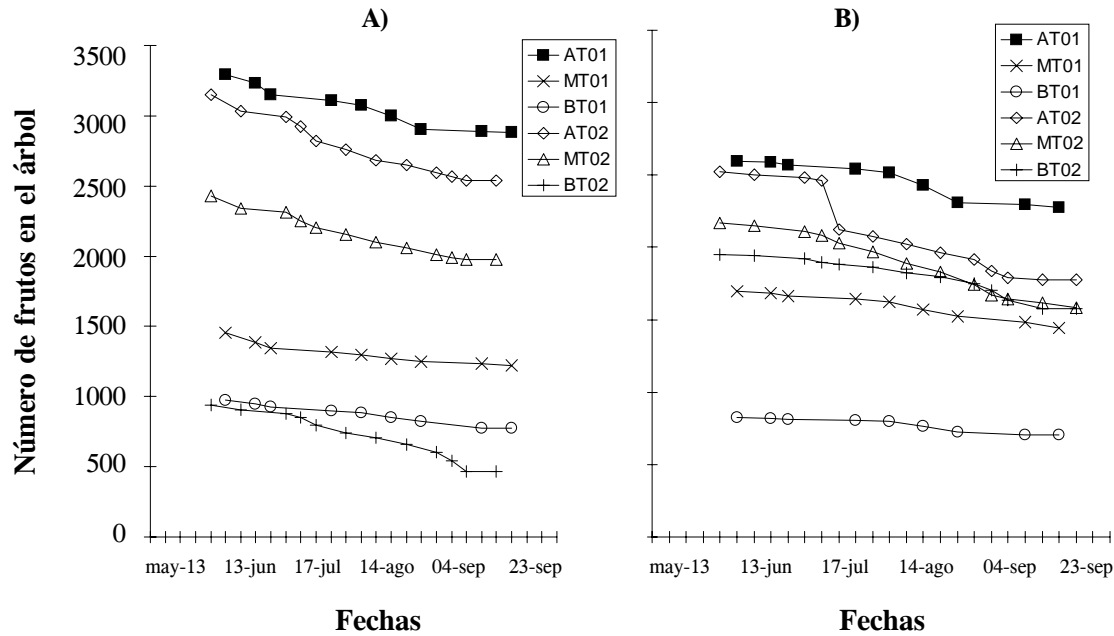 A)
B)
Número de frutos en el árbol
3500
3000
2500
2000
1500
1000
500
0
AT01
MT01
BT01
AT02
MT02
BT02
AT01
MT01
BT01
AT02
MT02
BT02
may-13 13-jun 17-jul 14-ago 04-sep 23-sep
may-13 13-jun 17-jul 14-ago 04-sep 23-sep
Fechas
Fechas